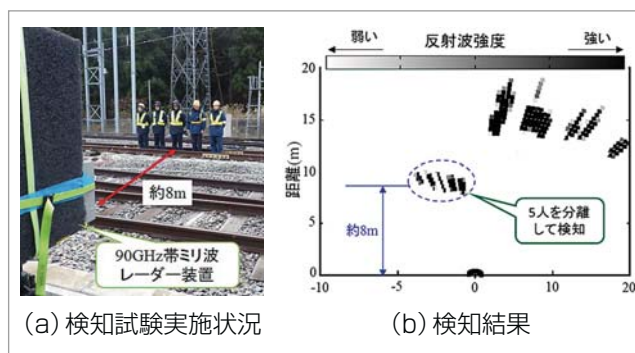 約8m
90GHz帯ミリ波
レーダー装置
(a) 検知試験実施状況
弱い
反射波強度
強い
20
15
10
5
0
距離(m)
約8m
5人を分離
して検知
-10
-5
0
5
10
20
(b) 検知結果